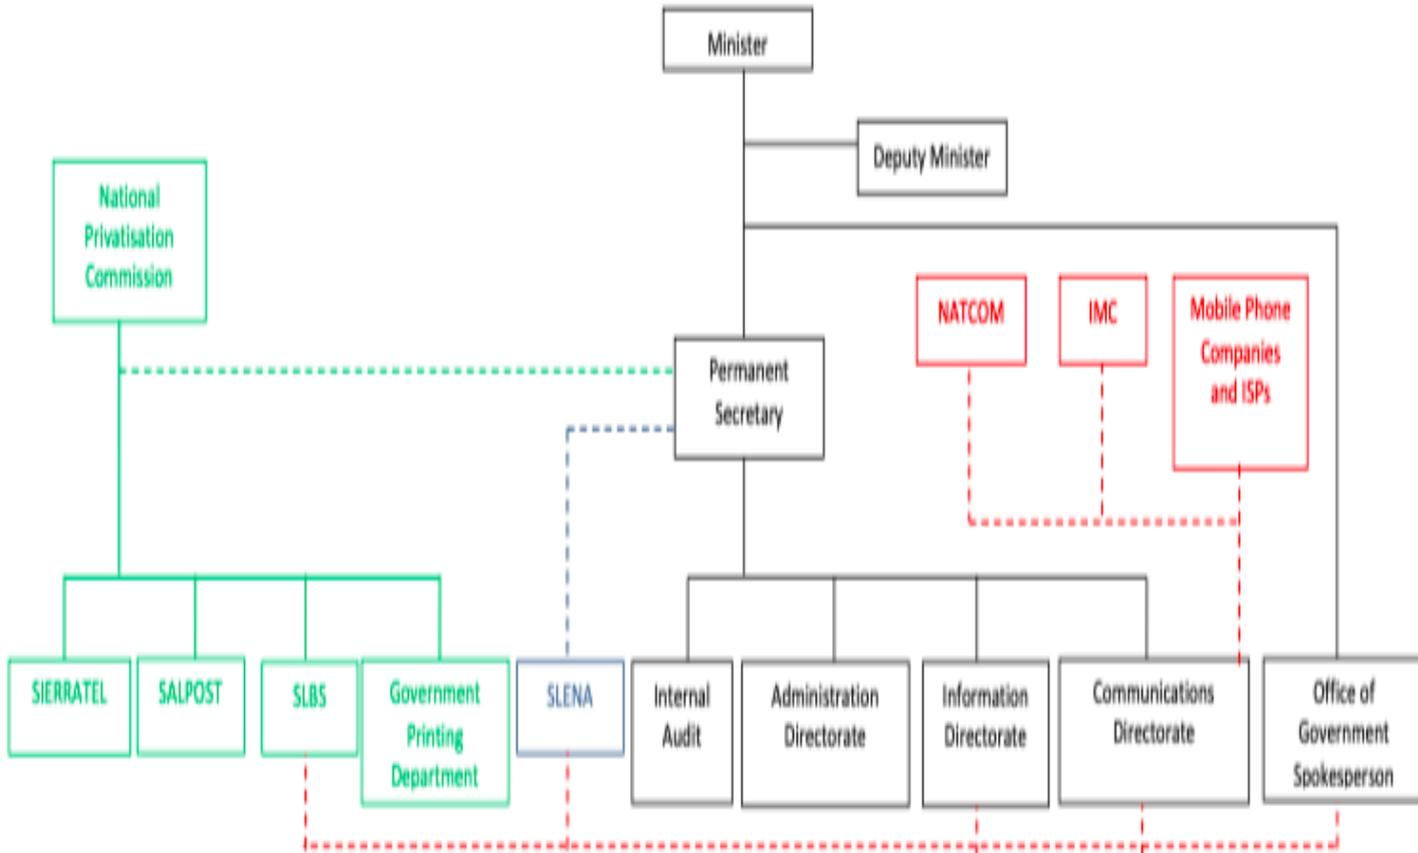 Minister
Deputy Minister
National
Privatisation
Commission
NATCOM
IMC
Mobile Phone
Companies
and ISPs
Permanent
Secretary
SIERRATEL
SALPOST
SLBS
Government
Printing
Department
SLENA
Internal
Audit
Administration
Directorate
Information
Directorate
Communications
Directorate
Office of
Government
Spokesperson